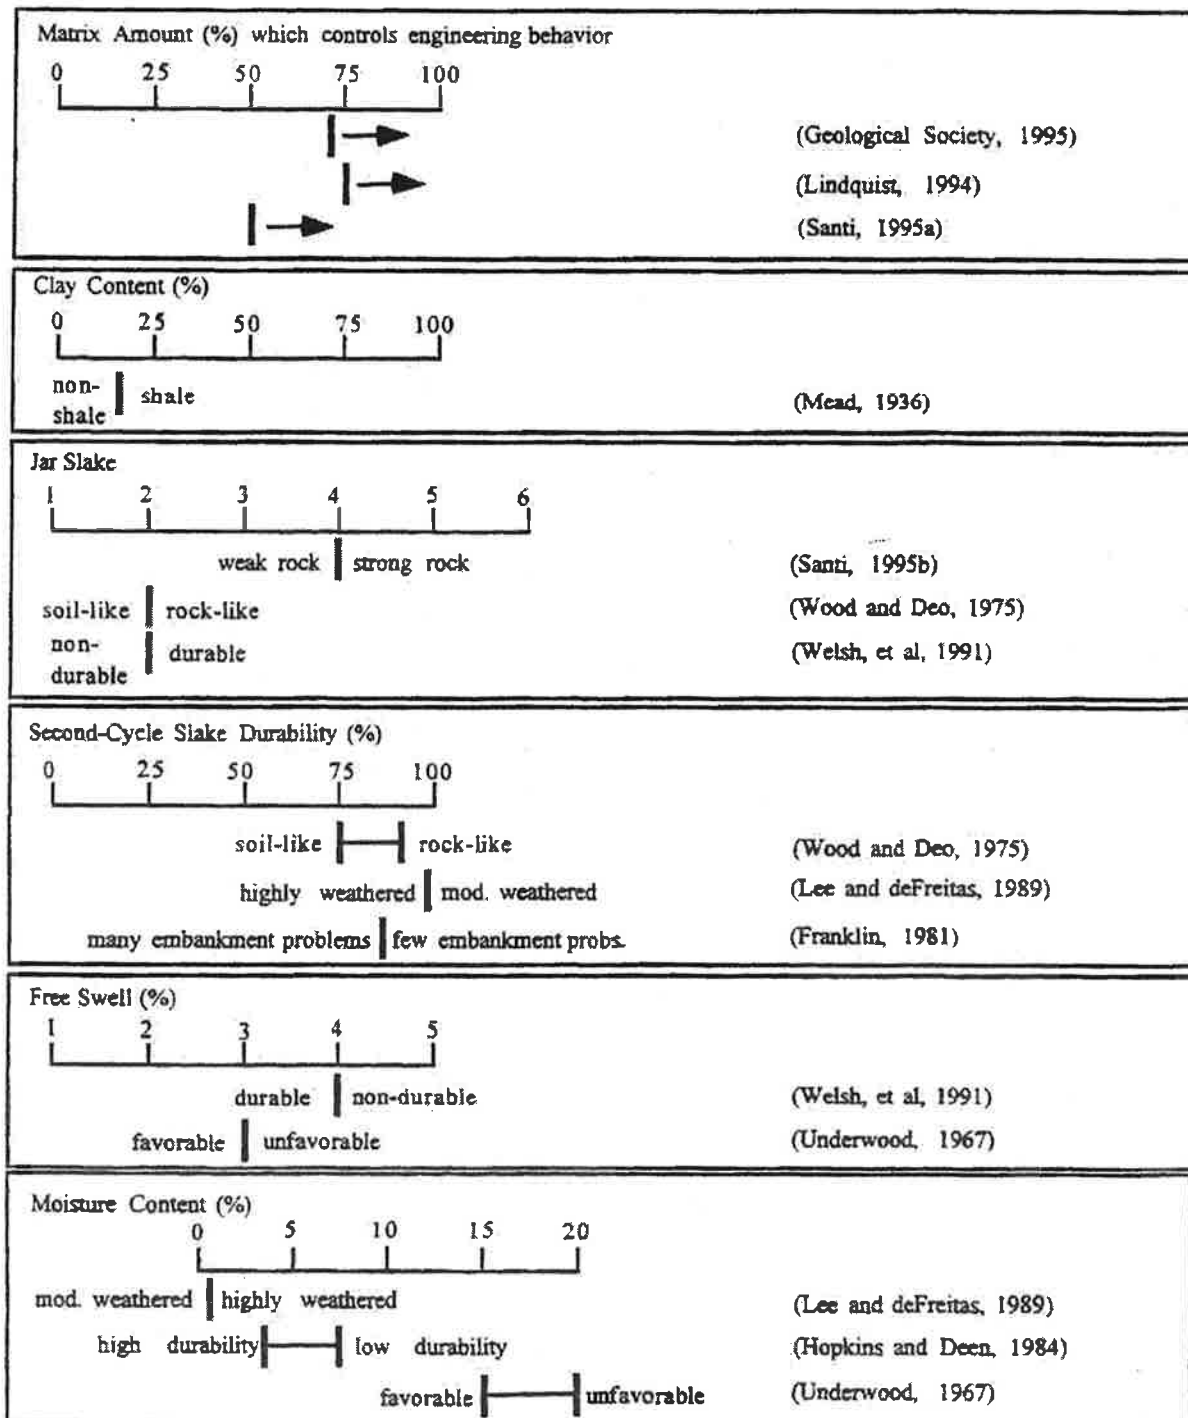 Matrix Amount (%) which controls engineering behavior
0 25 50 75 100
(Geological Society, 1995)
(Lindquist, 1994)
(Santi, 1995a)
Clay Content (%)
0 25 50 75 100
non-shale shale (Mead, 1936)
Jar Slake
1 2 3 4 5 6
weak rock strong rock (Santi, 1995b)
soil-like rock-like (Wood and Deo, 1975)
non-durable durable (Welsh, et al, 1991)
Second-Cycle Slake Durability (%)
0 25 50 75 100
soil-like rock-like (Wood and Deo, 1975)
highly weathered mod. weathered (Lee and deFreitas, 1989)
many embankment problems few embankment probs. (Franklin, 1981)
Free Swell (%)
1 2 3 4 5
durable non-durable (Welsh, et al, 1991)
favorable unfavorable (Underwood, 1967)
Moisture Content (%)
0 5 10 15 20
mod. weathered highly weathered (Lee and deFreitas, 1989)
high durability low durability (Hopkins and Deen, 1984)
favorable unfavorable (Underwood, 1967)